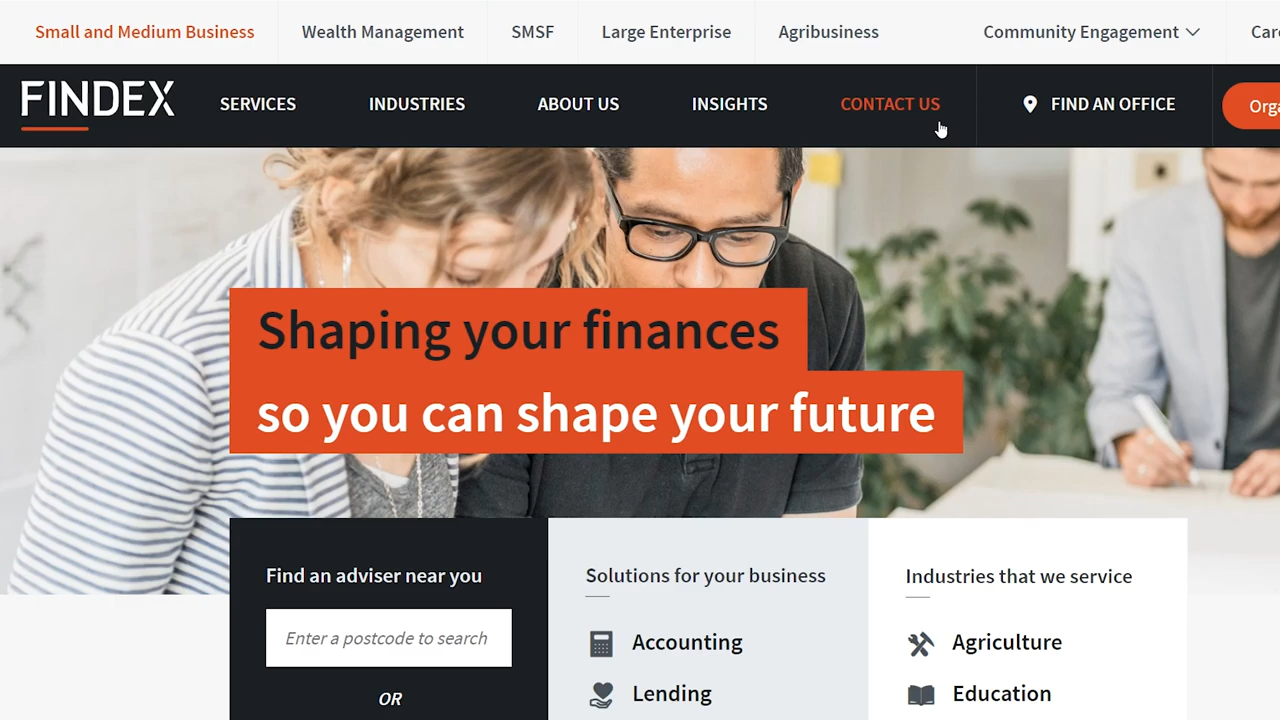 Small and Medium Business Wealth Management SMSF Large Enterprise Agribusiness Community Engagement
FINDEX SERVICES INDUSTRIES ABOUT US INSIGHTS CONTACT US FIND AN OFFICE
Shaping your finances
so you can shape your future
Find an adviser near you
Enter a postcode to search
OR
Solutions for your business
Accounting
Lending
Industries that we service
Agriculture
Education